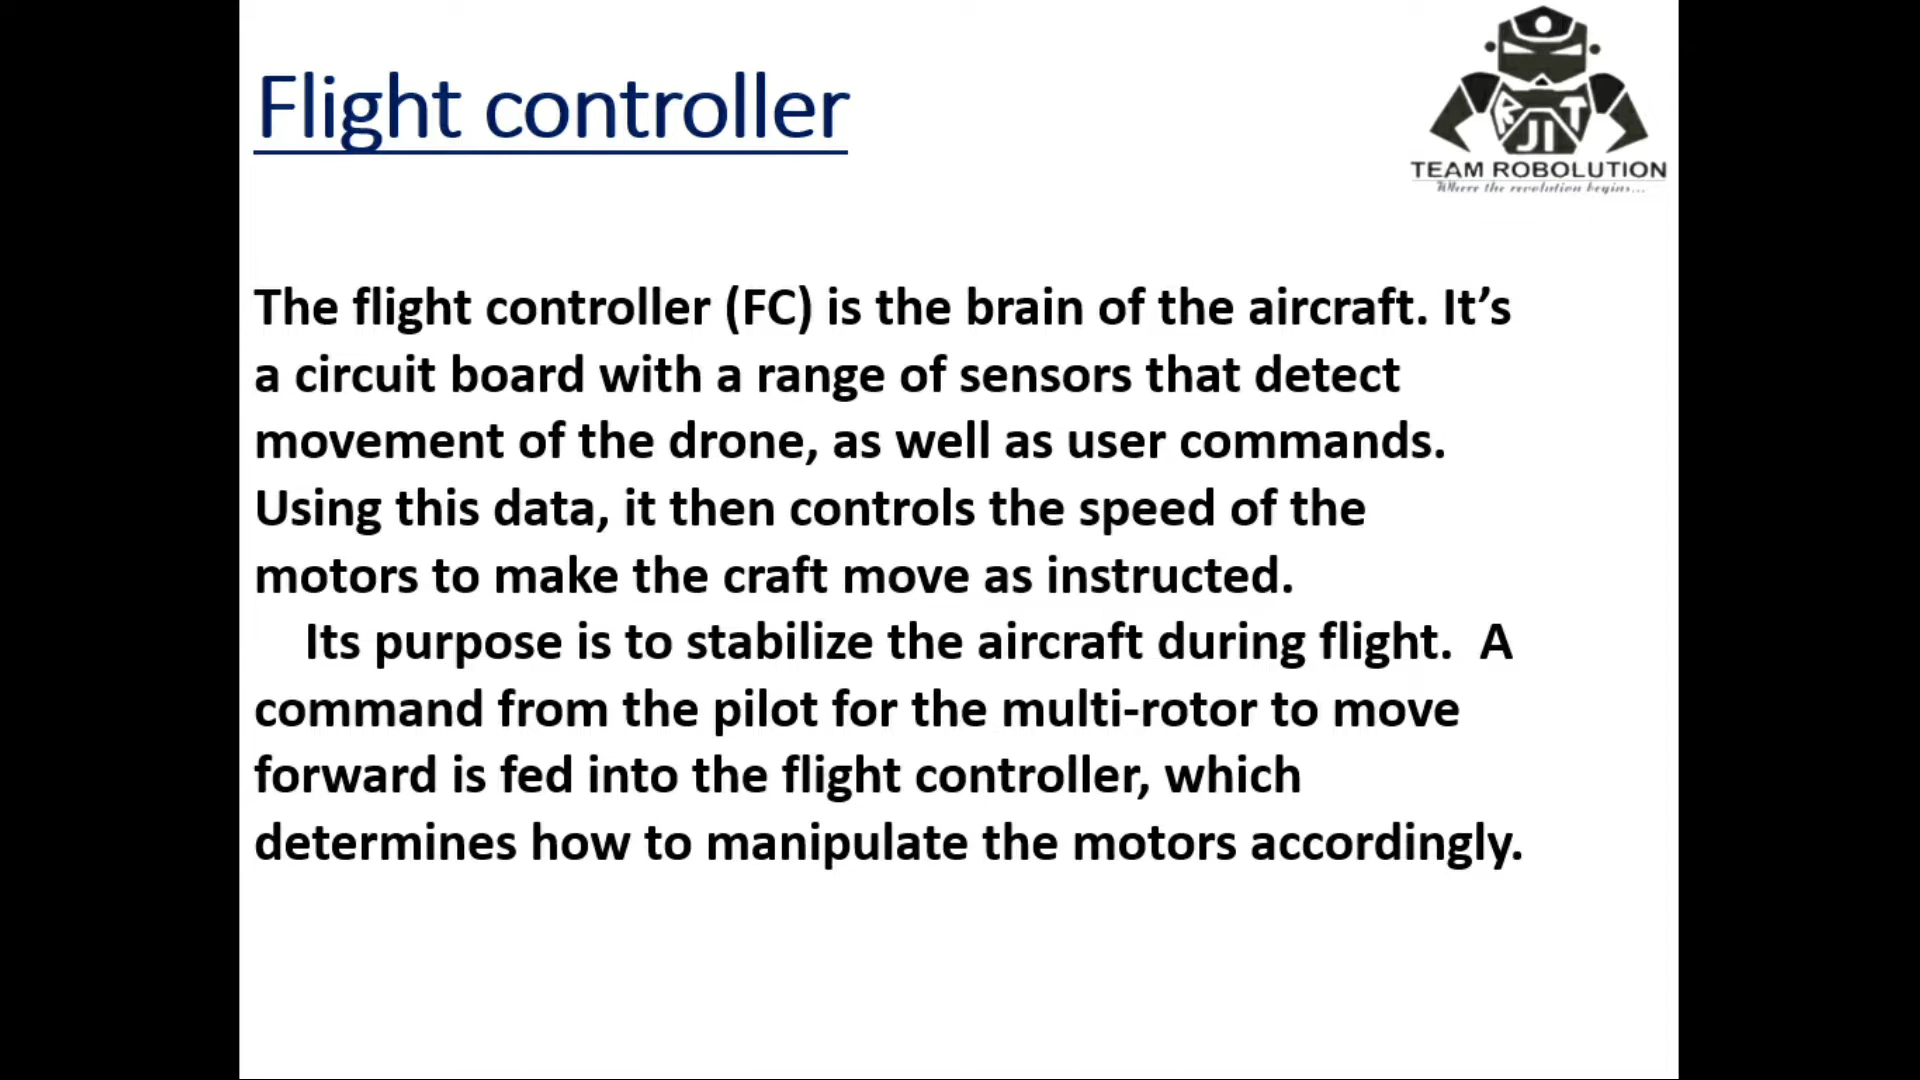 Flight controller
R T
JI
TEAM ROBOLUTION
Where the revolution begins...
The flight controller (FC) is the brain of the aircraft. It’s
a circuit board with a range of sensors that detect
movement of the drone, as well as user commands.
Using this data, it then controls the speed of the
motors to make the craft move as instructed.
Its purpose is to stabilize the aircraft during flight.  A
command from the pilot for the multi-rotor to move
forward is fed into the flight controller, which
determines how to manipulate the motors accordingly.